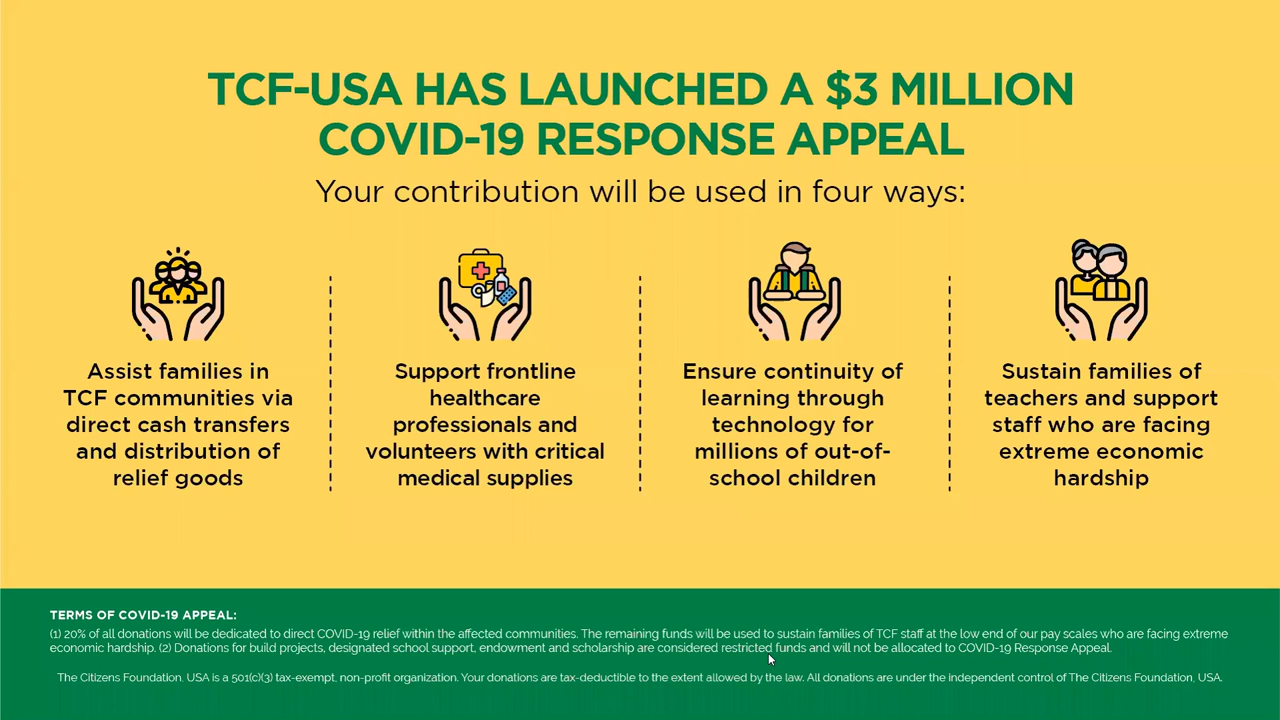 TCF-USA HAS LAUNCHED A $3 MILLION
COVID-19 RESPONSE APPEAL
Your contribution will be used in four ways:
Assist families in
TCF communities via
direct cash transfers
and distribution of
relief goods
Support frontline
healthcare
professionals and
volunteers with critical
medical supplies
Ensure continuity of
learning through
technology for
millions of out-of-
school children
Sustain families of
teachers and support
staff who are facing
extreme economic
hardship
TERMS OF COVID-19 APPEAL:
(1) 20% of all donations will be dedicated to direct COVID-19 relief within the affected communities. The remaining funds will be used to sustain families of TCF staff at the low end of our pay scales who are facing extreme
economic hardship. (2) Donations for build projects, designated school support, endowment and scholarship are considered restricted funds and will not be allocated to COVID-19 Response Appeal.
The Citizens Foundation, USA is a 501(c)(3) tax-exempt, non-profit organization. Your donations are tax-deductible to the extent allowed by the law. All donations are under the independent control of The Citizens Foundation, USA.